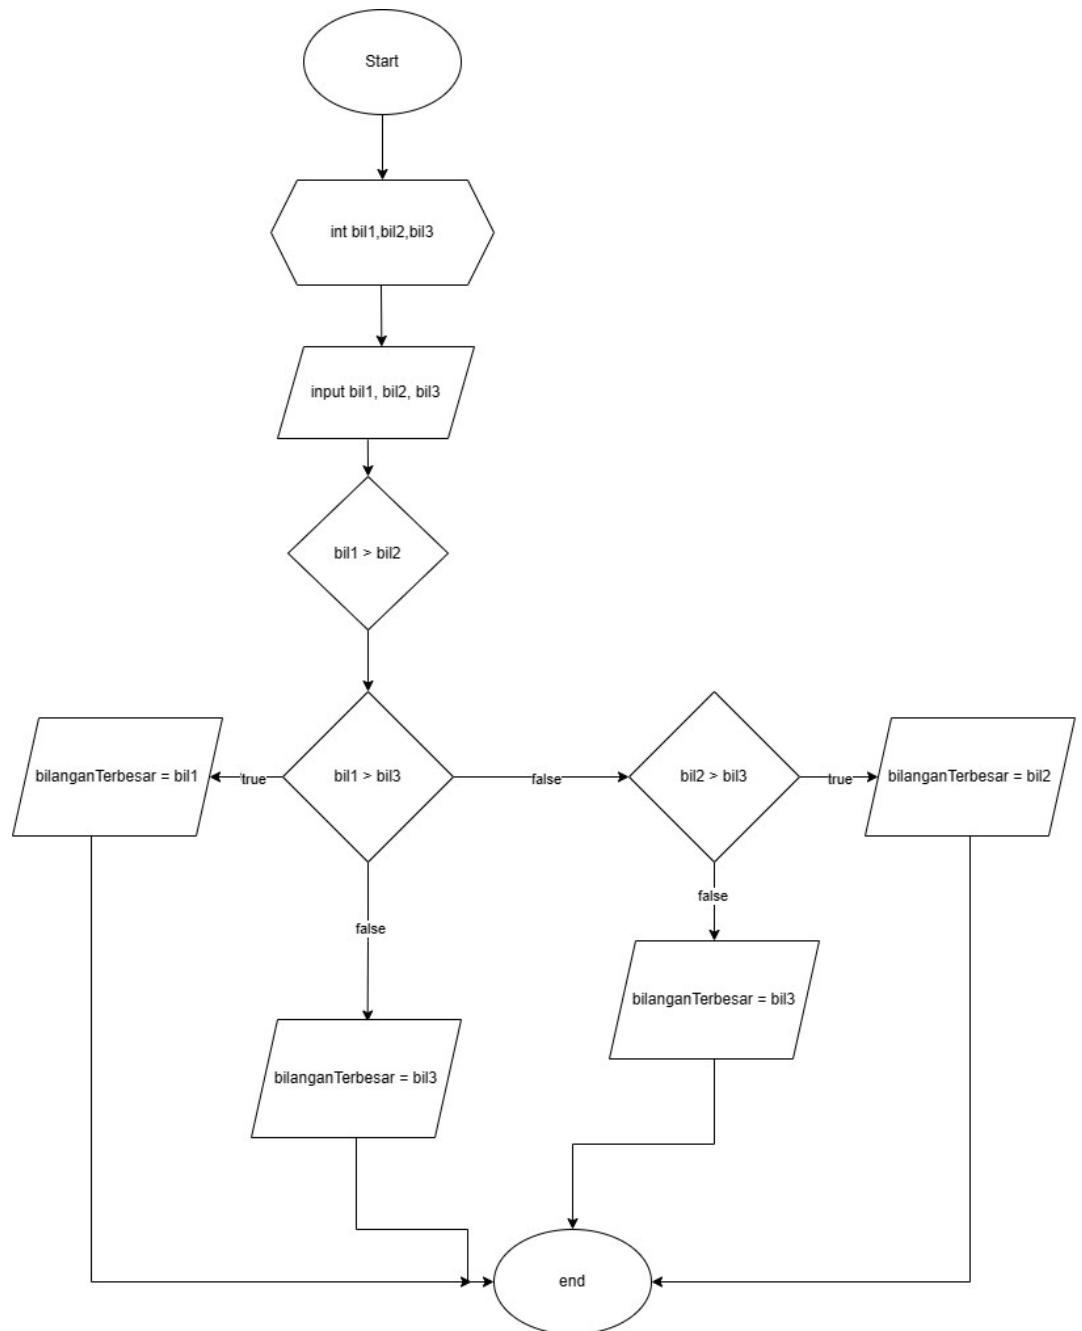 Start
int bil1,bil2,bil3
input bil1, bil2, bil3
bil1 > bil2
bilanganTerbesar = bil1
true
bil1 > bil3
false
bil2 > bil3
true
bilanganTerbesar = bil2
false
false
bilanganTerbesar = bil3
bilanganTerbesar = bil3
end